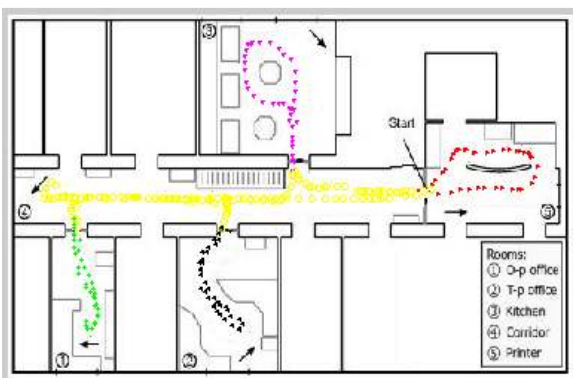 ③
Start
④
⑤
Rooms:
① O-p office
② T-p office
③ Kitchen
④ Corridor
⑤ Printer
①
②